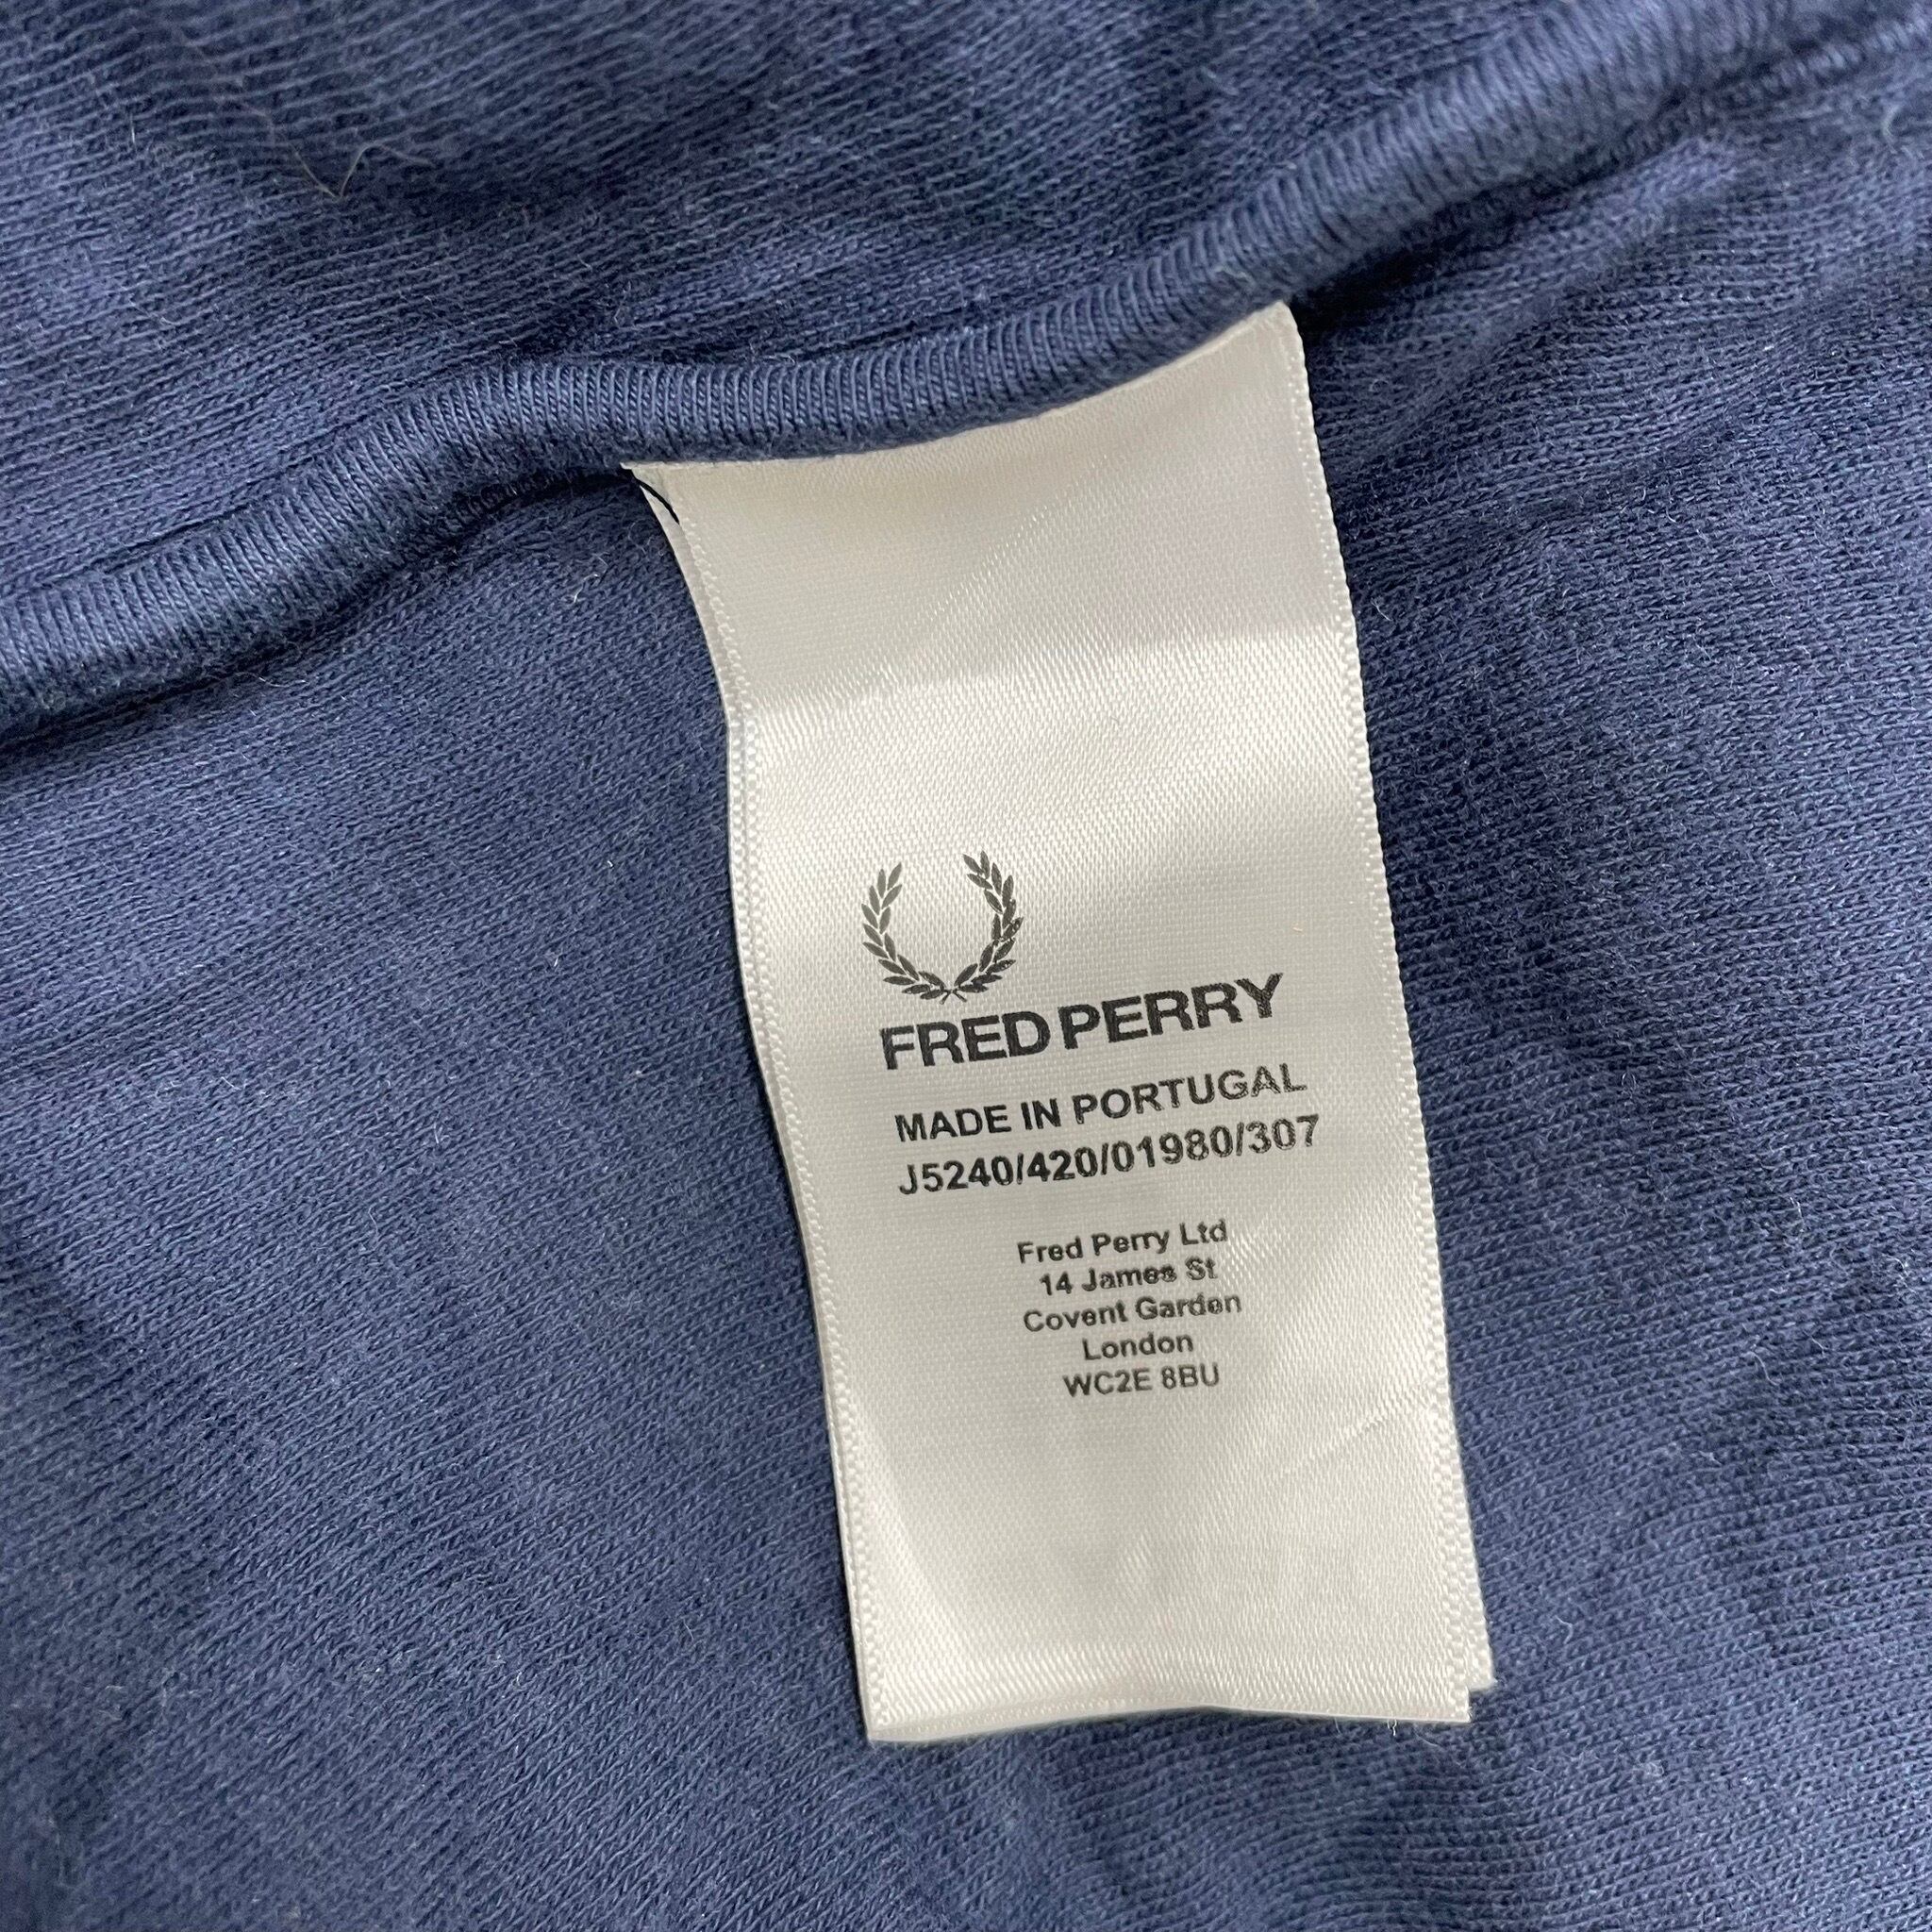 FRED PERRY
MADE IN PORTUGAL
J5240/420/01980/307
Fred Perry Ltd
14 James St
Covent Garden
London
WC2E 8BU